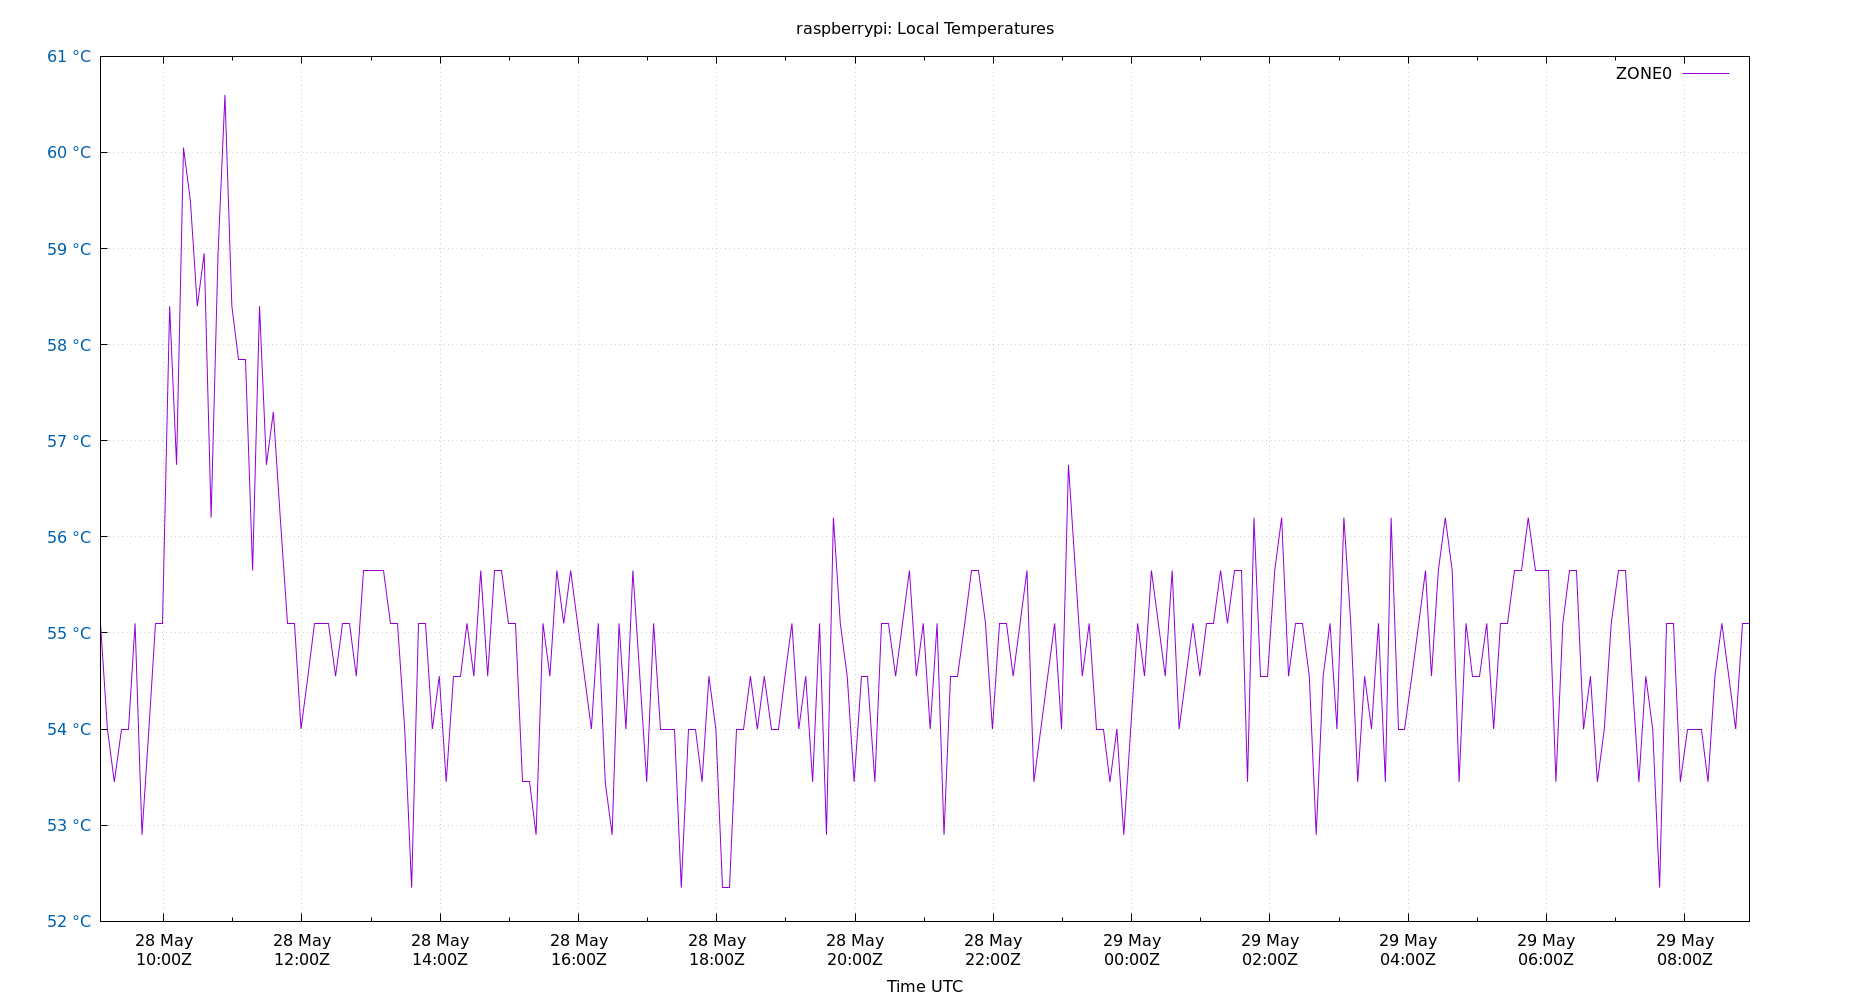 raspberrypi: Local Temperatures
61 °C
ZONE0
60 °C
59 °C
58 °C
57 °C
56 °C
55 °C
54 °C
53 °C
52 °C
28 May 28 May 28 May 28 May 28 May 28 May 28 May 29 May 29 May 29 May 29 May 29 May
10:00Z 12:00Z 14:00Z 16:00Z 18:00Z 20:00Z 22:00Z 00:00Z 02:00Z 04:00Z 06:00Z 08:00Z
Time UTC